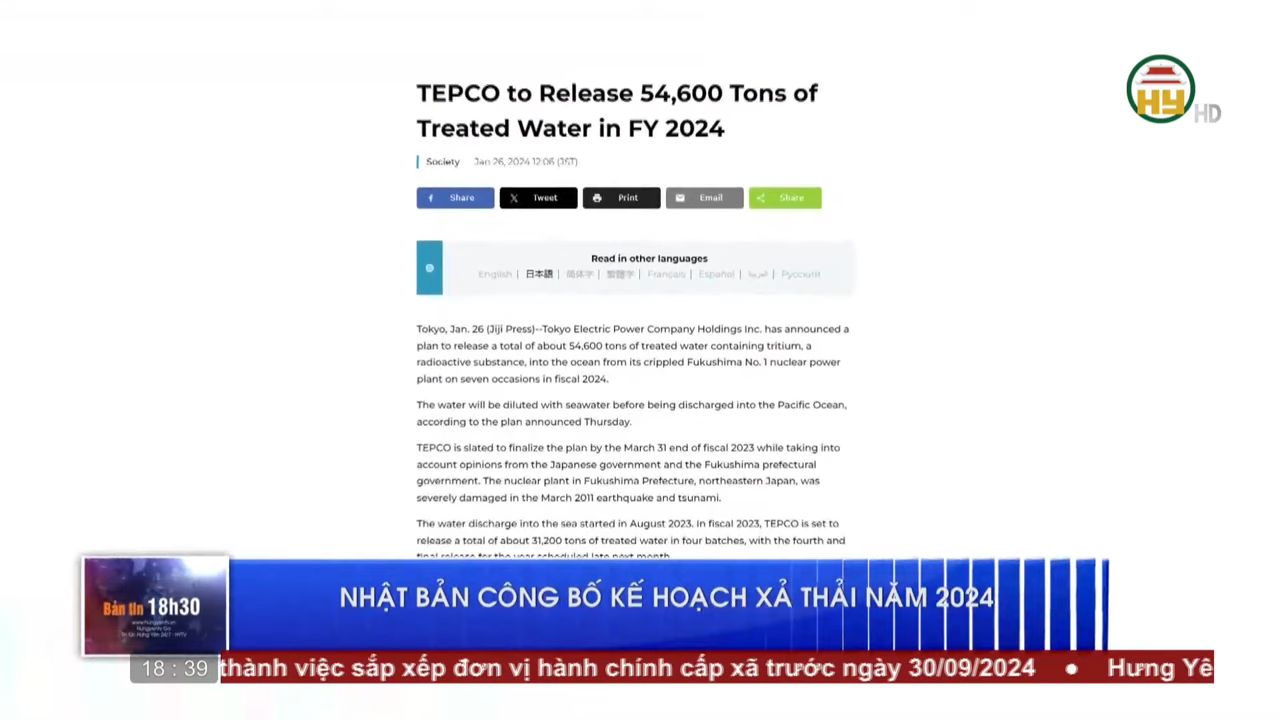 TEPCO to Release 54,600 Tons of
Treated Water in FY 2024
HY HD
Society Jan 26, 2024 12:06 (JST)
Share Tweet Print Email Share
Read in other languages
English | 日本語 | 简体字 | 繁體字 | Français | Español | العربية | Русский
Tokyo, Jan. 26 (Jiji Press)--Tokyo Electric Power Company Holdings Inc. has announced a
plan to release a total of about 54,600 tons of treated water containing tritium, a
radioactive substance, into the ocean from its crippled Fukushima No. 1 nuclear power
plant on seven occasions in fiscal 2024.
The water will be diluted with seawater before being discharged into the Pacific Ocean,
according to the plan announced Thursday.
TEPCO is slated to finalize the plan by the March 31 end of fiscal 2023 while taking into
account opinions from the Japanese government and the Fukushima prefectural
government. The nuclear plant in Fukushima Prefecture, northeastern Japan, was
severely damaged in the March 2011 earthquake and tsunami.
The water discharge into the sea started in August 2023. In fiscal 2023, TEPCO is set to
release a total of about 31,200 tons of treated water in four batches, with the fourth and
final release for the year scheduled late next month.
NHẬT BẢN CÔNG BỐ KẾ HOẠCH XẢ THẢI NĂM 2024
Bản tin 18h30
18 : 39 thành việc sắp xếp đơn vị hành chính cấp xã trước ngày 30/09/2024 • Hưng Yê